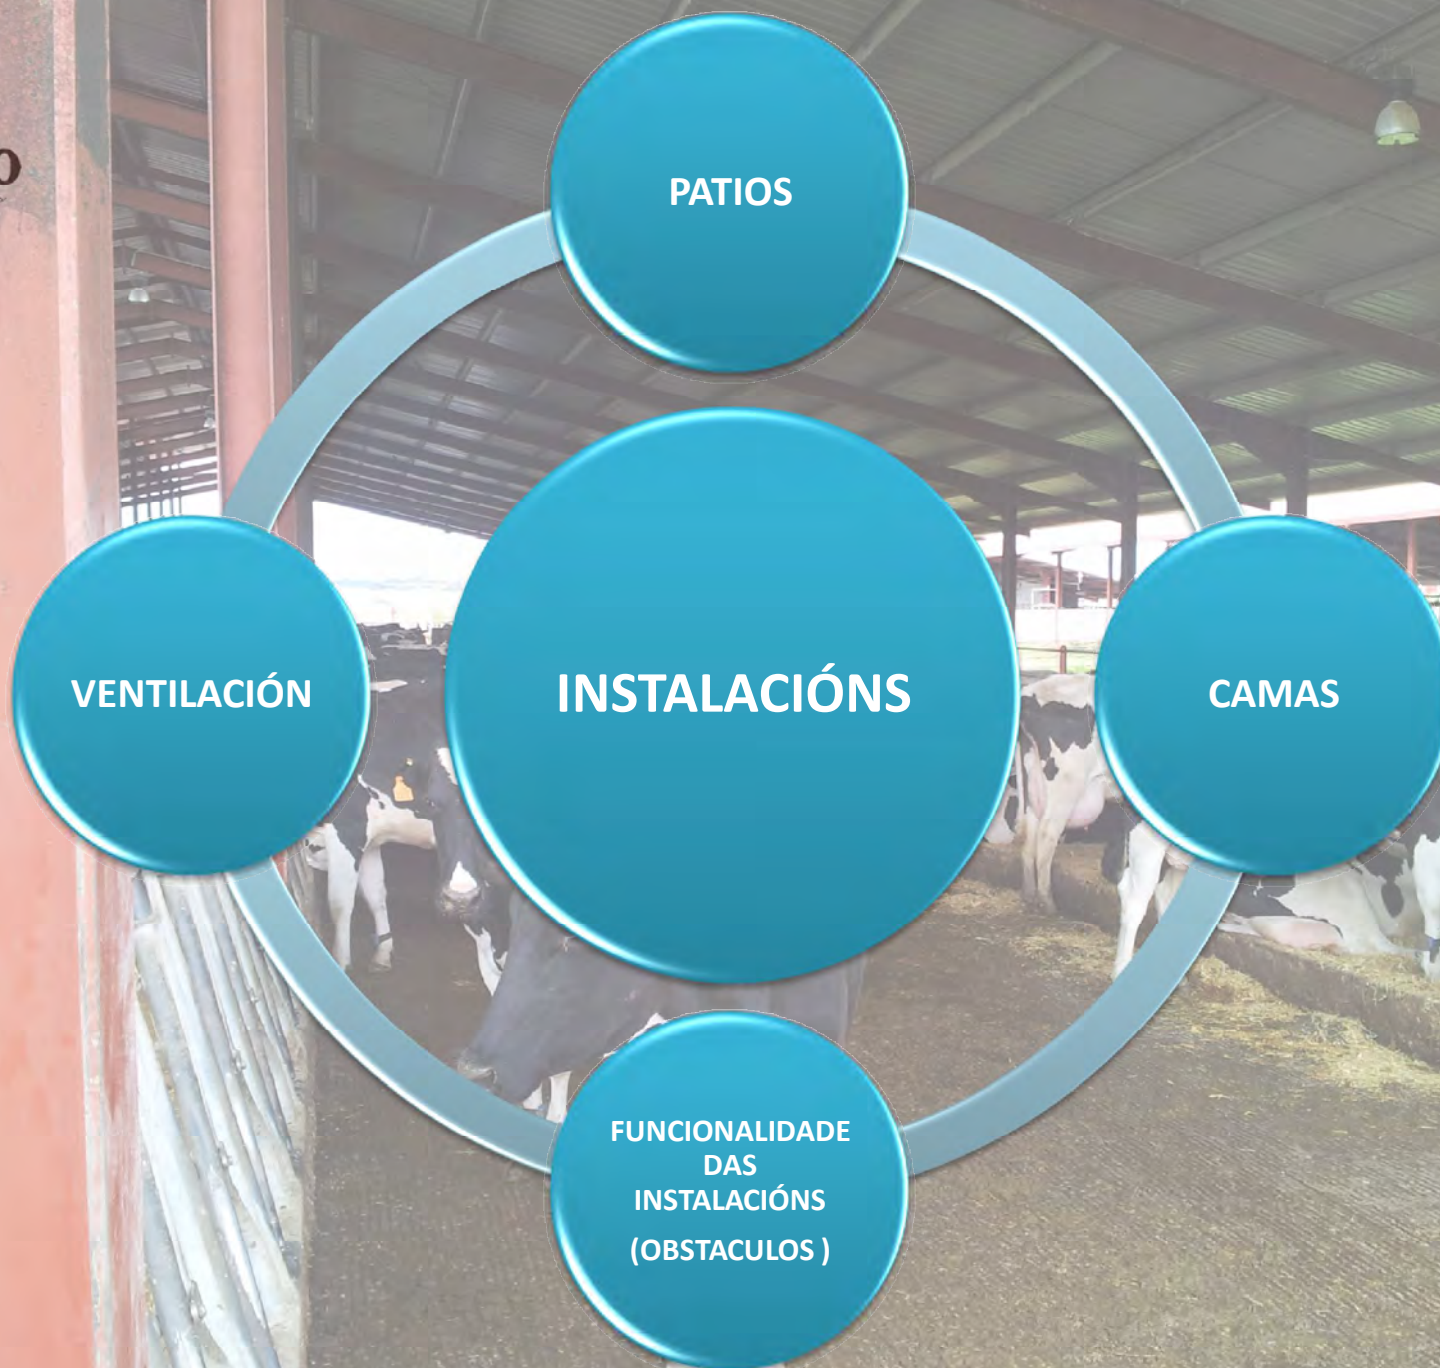 PATIOS
VENTILACIÓN
INSTALACIÓNS
CAMAS
FUNCIONALIDADE
DAS
INSTALACIÓNS
(OBSTACULOS )